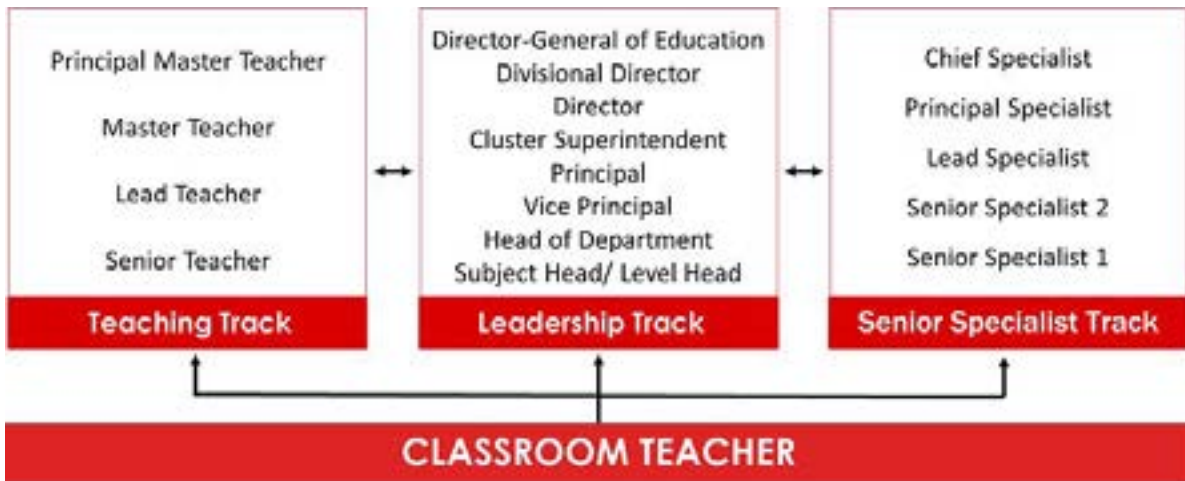 Principal Master Teacher
Master Teacher
Lead Teacher
Senior Teacher
Teaching Track
Director-General of Education
Divisional Director
Director
Cluster Superintendent
Principal
Vice Principal
Head of Department
Subject Head/ Level Head
Leadership Track
Chief Specialist
Principal Specialist
Lead Specialist
Senior Specialist 2
Senior Specialist 1
Senior Specialist Track
CLASSROOM TEACHER